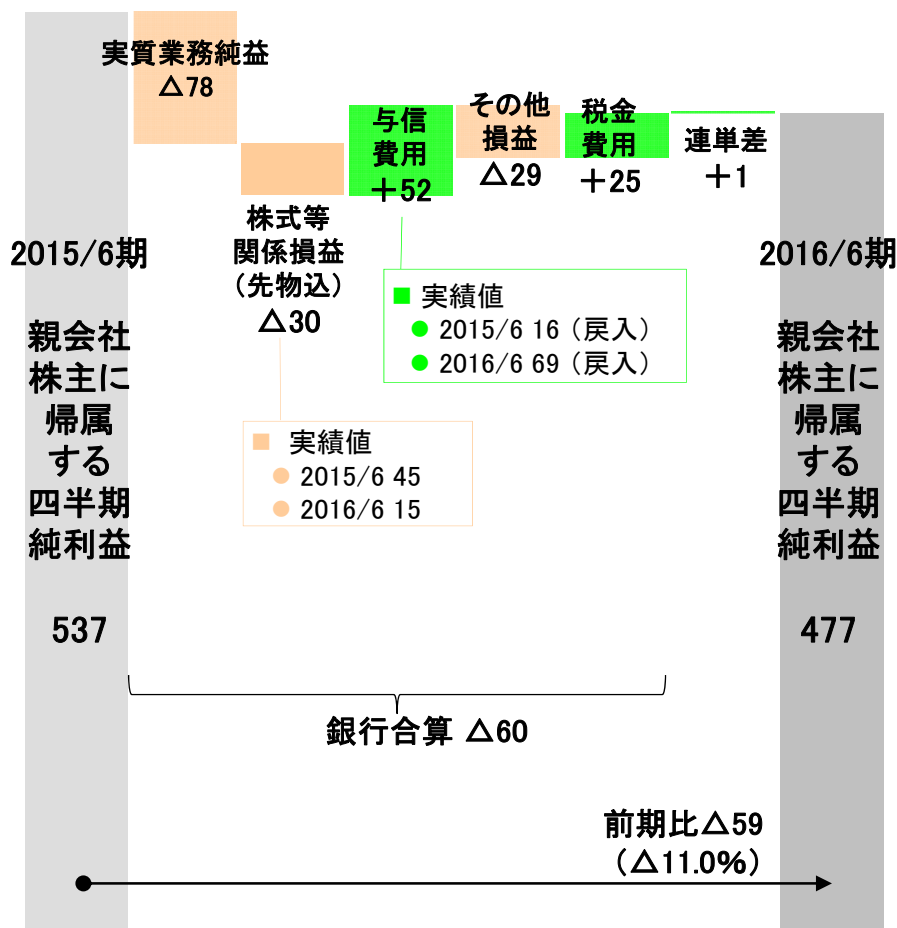 実質業務純益
△78
株式等
関係損益
（先物込）
△30
与信
費用
＋52
その他
損益
△29
税金
費用
＋25
連単差
＋1
2015/6期
親会社
株主に
帰属
する
四半期
純利益
537
■ 実績値
● 2015/6 16（戻入）
● 2016/6 69（戻入）
■ 実績値
● 2015/6 45
● 2016/6 15
2016/6期
親会社
株主に
帰属
する
四半期
純利益
477
銀行合算 △60
前期比△59
（△11.0%）